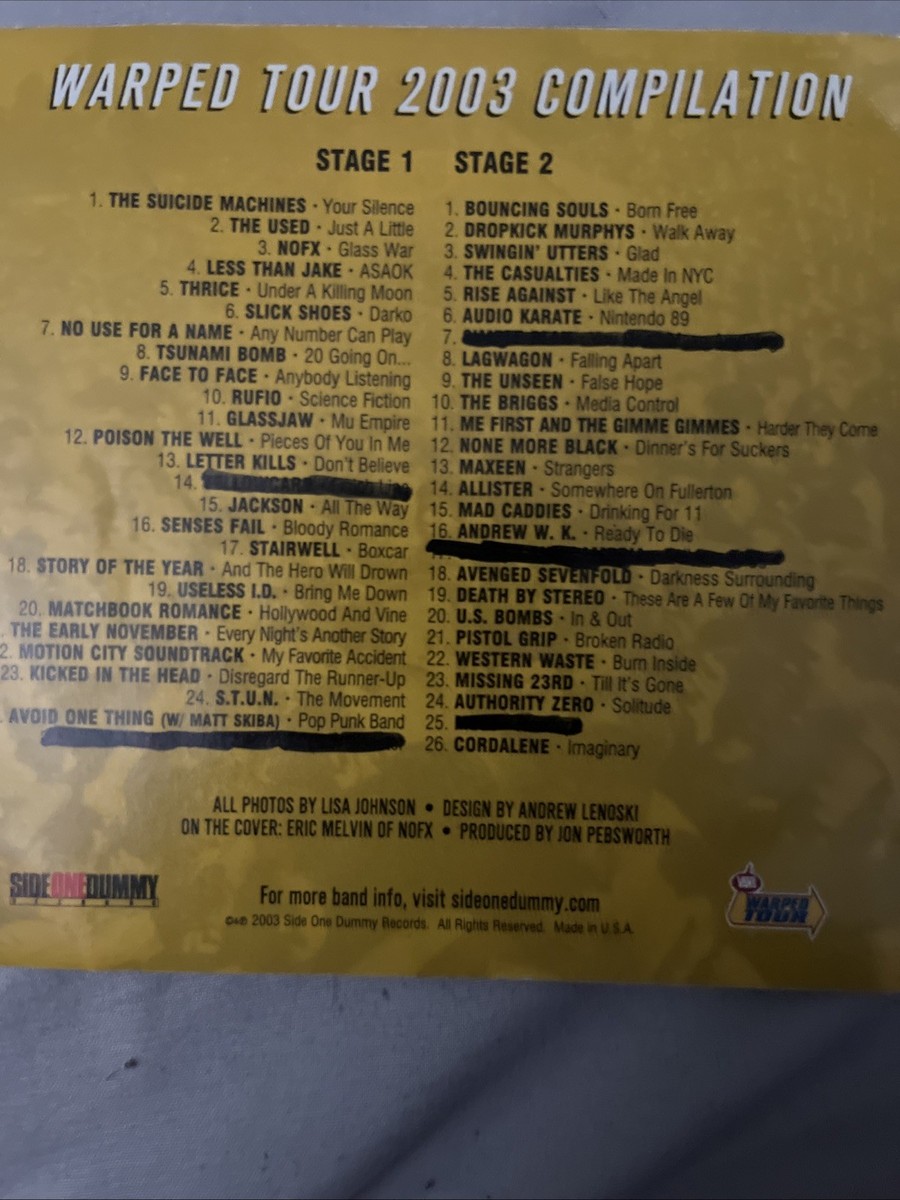 WARPED TOUR 2003 COMPILATION
STAGE 1
1. THE SUICIDE MACHINES · Your Silence
2. THE USED · Just A Little
3. NOFX · Glass War
4. LESS THAN JAKE · ASAOK
5. THRICE · Under A Killing Moon
6. SLICK SHOES · Darko
7. NO USE FOR A NAME · Any Number Can Play
8. TSUNAMI BOMB · 20 Going On...
9. FACE TO FACE · Anybody Listening
10. RUFIO · Science Fiction
11. GLASSJAW · Mu Empire
12. POISON THE WELL · Pieces Of You In Me
13. LETTER KILLS · Don't Believe
14.
15. JACKSON · All The Way
16. SENSES FAIL · Bloody Romance
17. STAIRWELL · Boxcar
18. STORY OF THE YEAR · And The Hero Will Drown
19. USELESS I.D. · Bring Me Down
20. MATCHBOOK ROMANCE · Hollywood And Vine
. THE EARLY NOVEMBER · Every Night's Another Story
2. MOTION CITY SOUNDTRACK · My Favorite Accident
23. KICKED IN THE HEAD · Disregard The Runner-Up
24. S.T.U.N. · The Movement
. AVOID ONE THING (W/ MATT SKIBA) · Pop Punk Band
STAGE 2
1. BOUNCING SOULS · Born Free
2. DROPKICK MURPHYS · Walk Away
3. SWINGIN' UTTERS · Glad
4. THE CASUALTIES · Made In NYC
5. RISE AGAINST · Like The Angel
6. AUDIO KARATE · Nintendo 89
7.
8. LAGWAGON · Falling Apart
9. THE UNSEEN · False Hope
10. THE BRIGGS · Media Control
11. ME FIRST AND THE GIMME GIMMES · Harder They Come
12. NONE MORE BLACK · Dinner's For Suckers
13. MAXEEN · Strangers
14. ALLISTER · Somewhere On Fullerton
15. MAD CADDIES · Drinking For 11
16. ANDREW W. K. · Ready To Die
18. AVENGED SEVENFOLD · Darkness Surrounding
19. DEATH BY STEREO · These Are A Few Of My Favorite Things
20. U.S. BOMBS · In & Out
21. PISTOL GRIP · Broken Radio
22. WESTERN WASTE · Burn Inside
23. MISSING 23RD · Till It's Gone
24. AUTHORITY ZERO · Solitude
25.
26. CORDALENE · Imaginary
ALL PHOTOS BY LISA JOHNSON • DESIGN BY ANDREW LENOSKI
ON THE COVER: ERIC MELVIN OF NOFX • PRODUCED BY JON PEBSWORTH
SIDEONEDUMMY
For more band info, visit sideonedummy.com
©+℗ 2003 Side One Dummy Records. All Rights Reserved. Made in U.S.A.
VANS
WARPED
TOUR